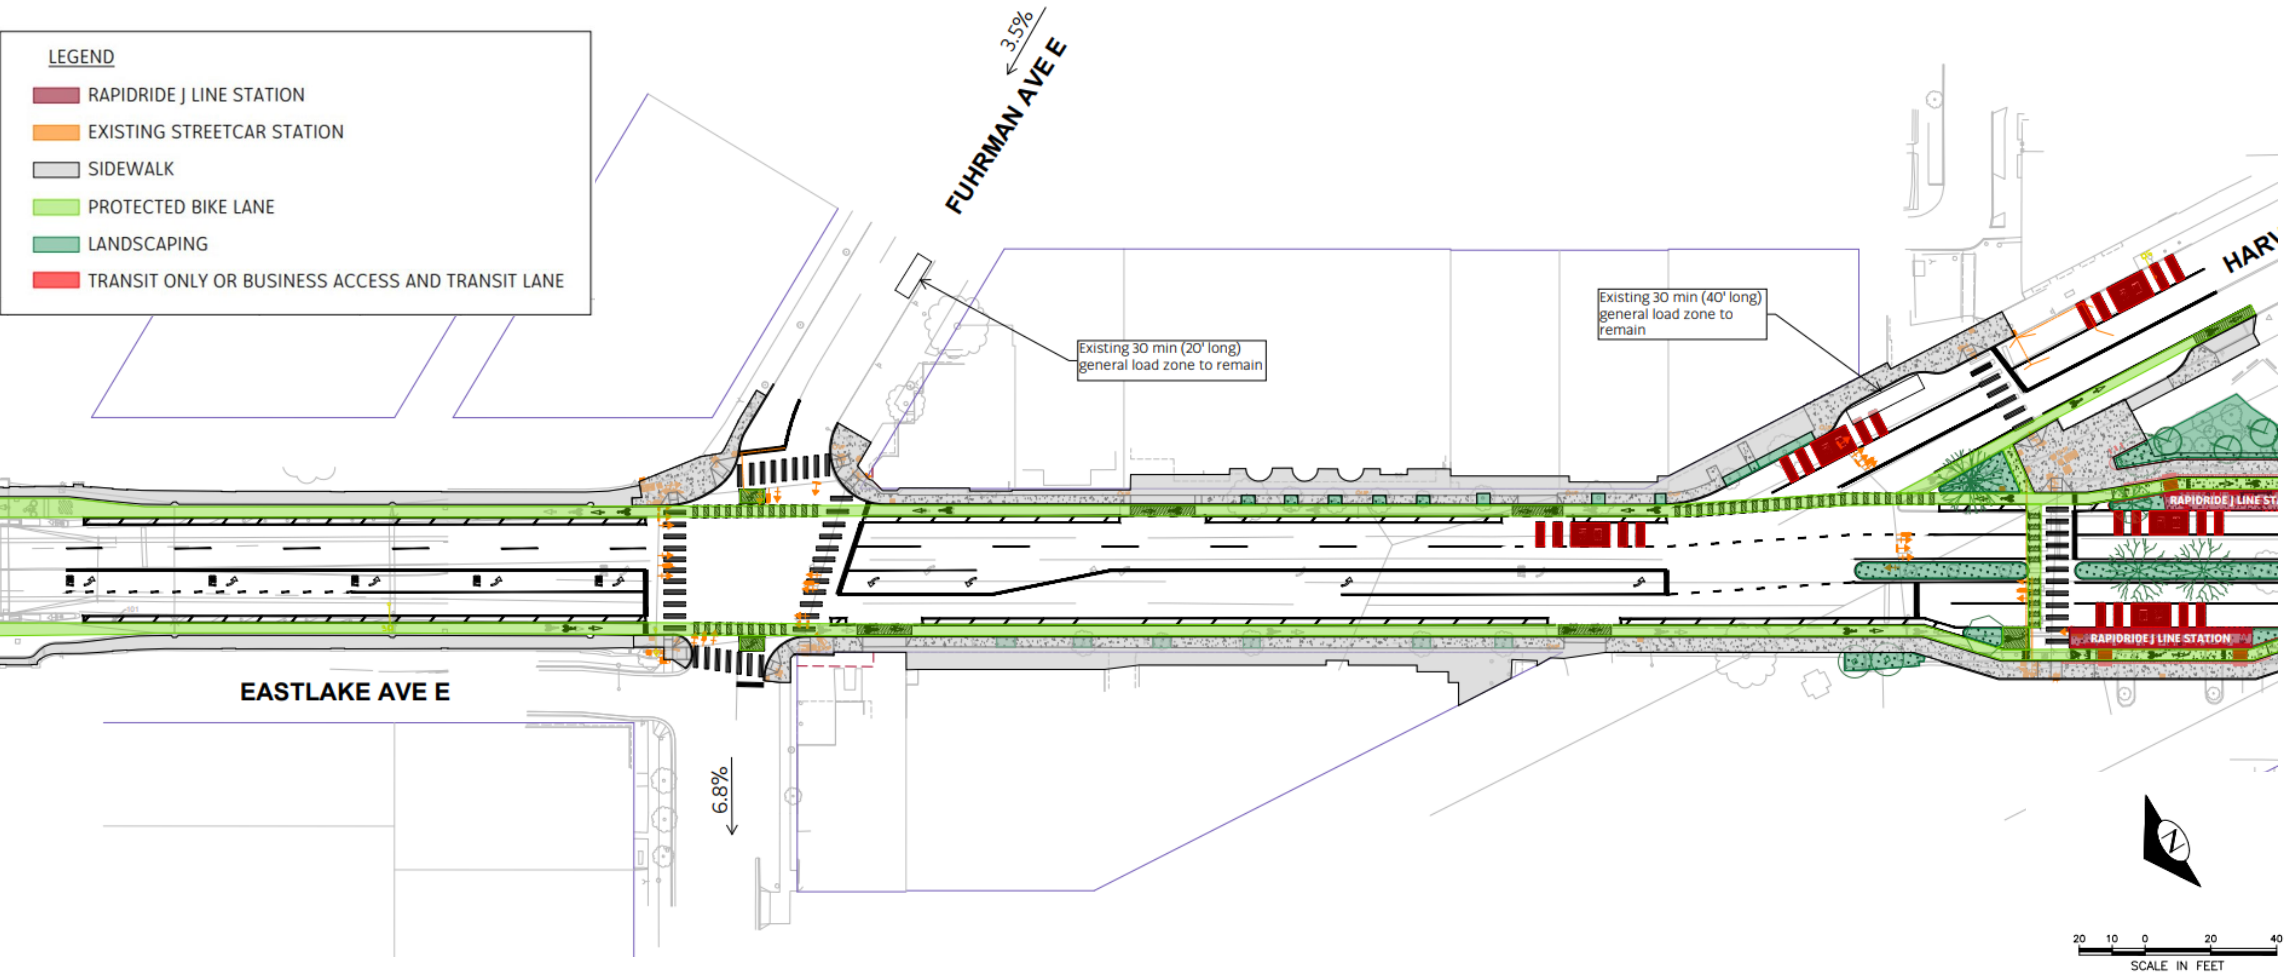 LEGEND
RAPIDRIDE J LINE STATION
EXISTING STREETCAR STATION
SIDEWALK
PROTECTED BIKE LANE
LANDSCAPING
TRANSIT ONLY OR BUSINESS ACCESS AND TRANSIT LANE
3.5%
FUHRMAN AVE E
Existing 30 min (20' long)
general load zone to remain
Existing 30 min (40' long)
general load zone to
remain
HARV
RAPIDRIDE J LINE STA
RAPIDRIDE J LINE STATION
EASTLAKE AVE E
6.8%
N
20 10 0 20 40
SCALE IN FEET